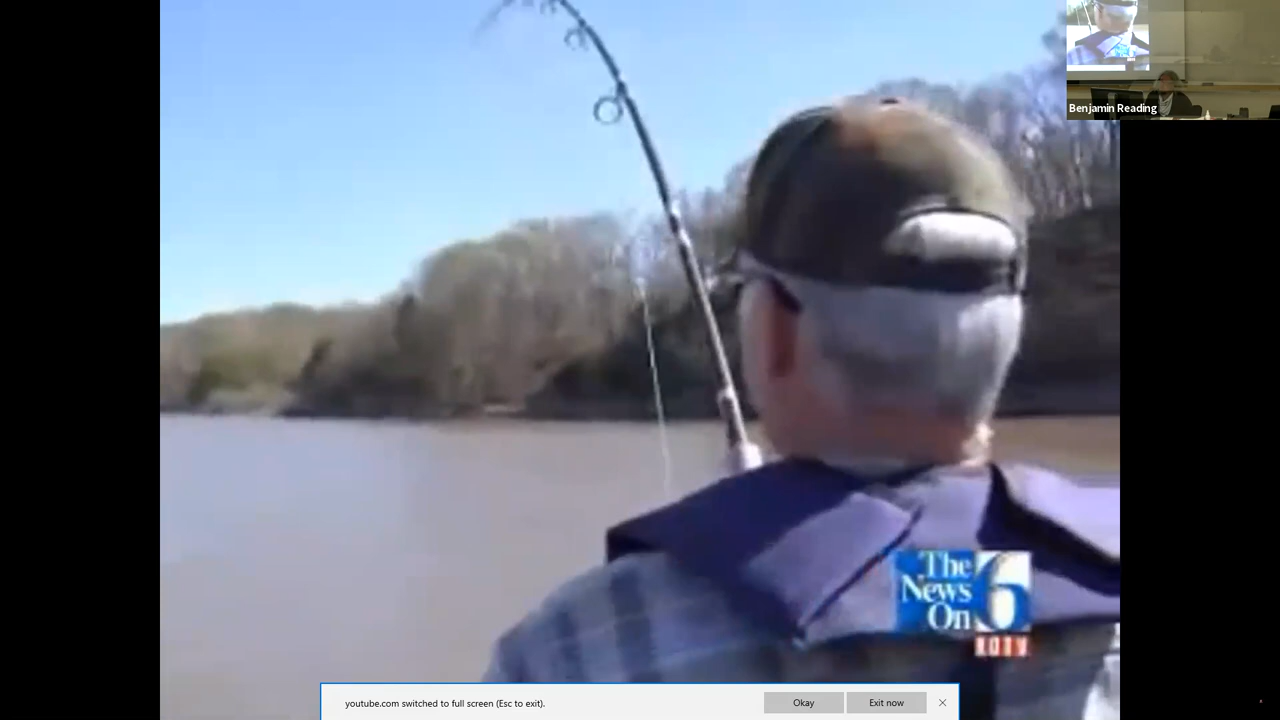 Benjamin Reading
The
News
On
6
KOTV
youtube.com switched to full screen (Esc to exit).
Okay
Exit now